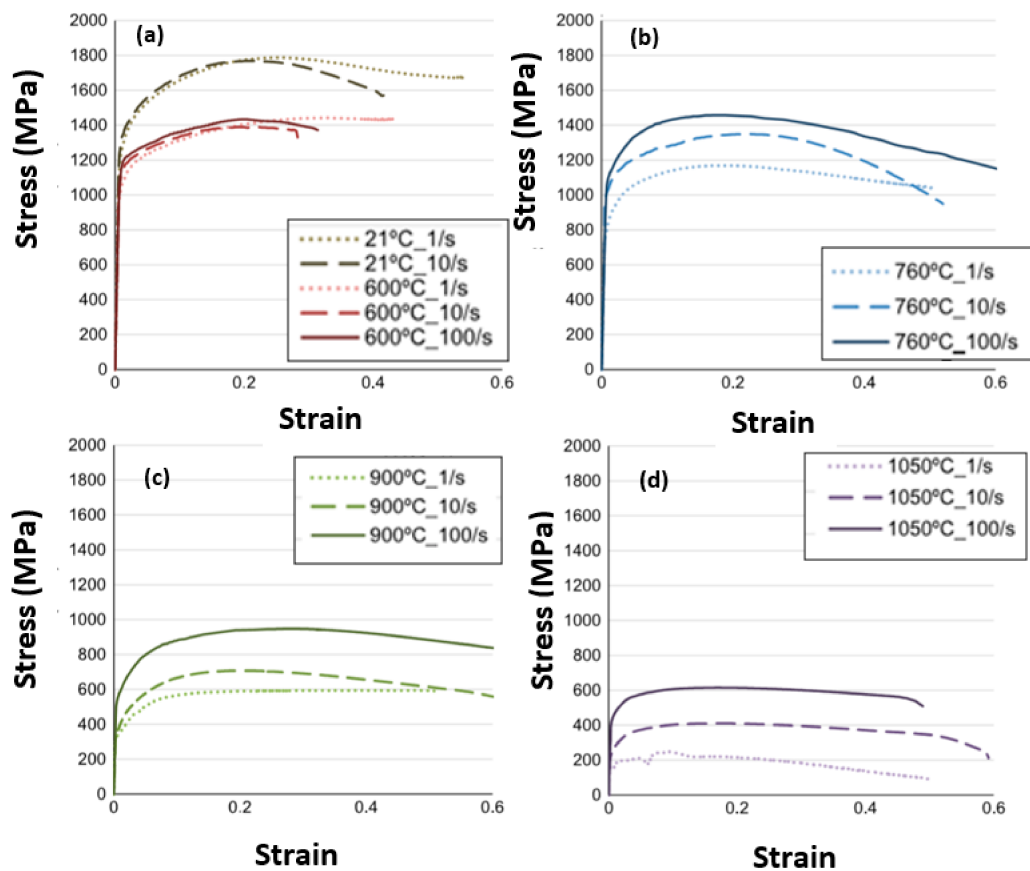 (a)
2000
1800
1600
1400
1200
1000
800
600
400
200
0
Stress (MPa)
21ºC_1/s
21ºC_10/s
600ºC_1/s
600ºC_10/s
600ºC_100/s
0 0.2 0.4 0.6
Strain
(b)
2000
1800
1600
1400
1200
1000
800
600
400
200
0
Stress (MPa)
760ºC_1/s
760ºC_10/s
760ºC_100/s
0 0.2 0.4 0.6
Strain
(c)
2000
1800
1600
1400
1200
1000
800
600
400
200
0
Stress (MPa)
900ºC_1/s
900ºC_10/s
900ºC_100/s
0 0.2 0.4 0.6
Strain
(d)
2000
1800
1600
1400
1200
1000
800
600
400
200
0
Stress (MPa)
1050ºC_1/s
1050ºC_10/s
1050ºC_100/s
0 0.2 0.4 0.6
Strain